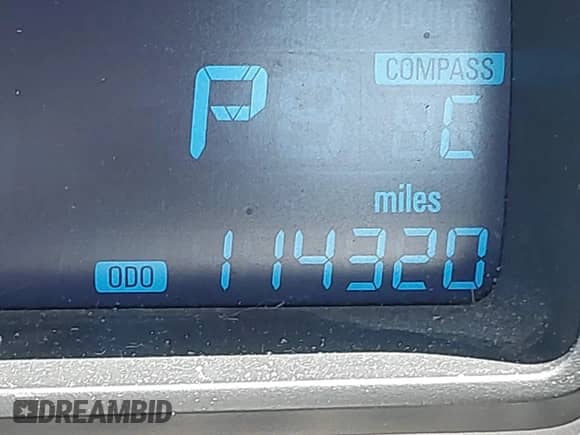 P
COMPASS
C
miles
ODO 114320
DREAMBID